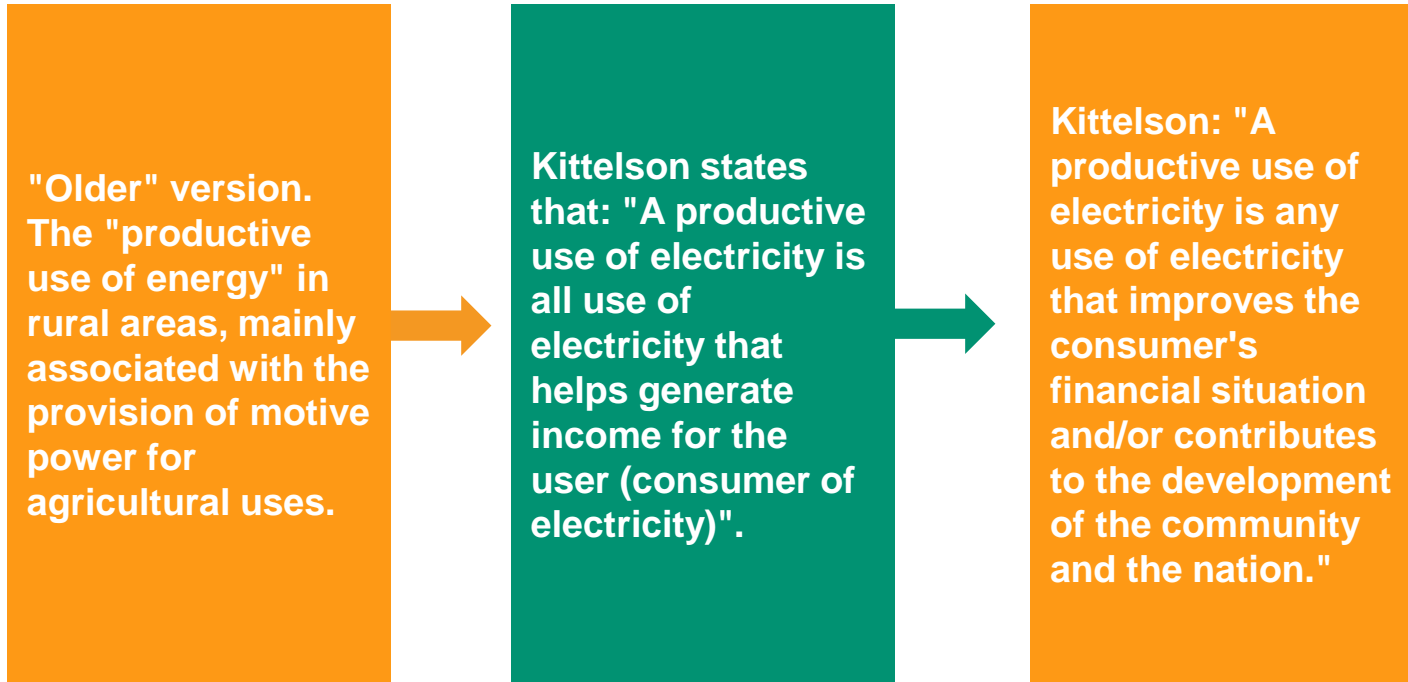 "Older" version.
The "productive
use of energy" in
rural areas, mainly
associated with the
provision of motive
power for
agricultural uses.
Kittelson states
that: "A productive
use of electricity is
all use of
electricity that
helps generate
income for the
user (consumer of
electricity)".
Kittelson: "A
productive use of
electricity is any
use of electricity
that improves the
consumer's
financial situation
and/or contributes
to the development
of the community
and the nation."